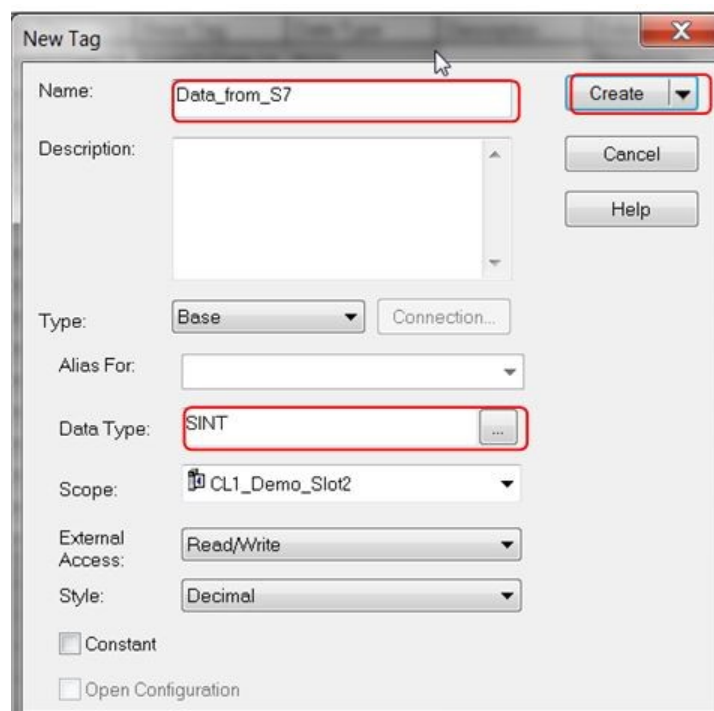 New Tag
Name: Data_from_S7 Create
Description: Cancel
Help
Type: Base Connection...
Alias For:
Data Type: SINT ...
Scope: CL1_Demo_Slot2
External Access: Read/Write
Style: Decimal
Constant
Open Configuration